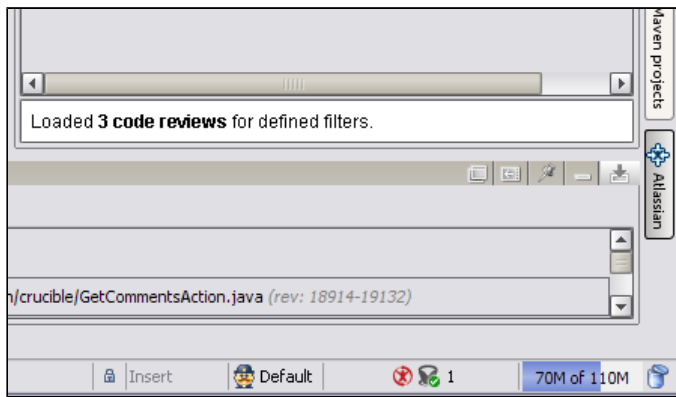 Maven projects
Loaded 3 code reviews for defined filters.
Atlassian
n/crucible/GetCommentsAction.java (rev: 18914-19132)
Insert
Default
1
70M of 110M